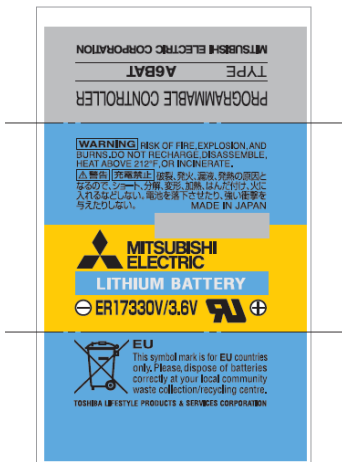 MITSUBISHI ELECTRIC CORPORATION
TYPE A6BAT
PROGRAMMABLE CONTROLLER
WARNING RISK OF FIRE,EXPLOSION,AND
BURNS.DO NOT RECHARGE,DISASSEMBLE,
HEAT ABOVE 212°F,OR INCINERATE.
⚠警告 充電禁止 破裂、発火、漏液、発熱の原因と
なるので、ショート、分解、変形、加熱、はんだ付け、火に
入れるなどしない。電池を落下させたり、強い衝撃を
与えたりしない。 MADE IN JAPAN
MITSUBISHI
ELECTRIC
LITHIUM BATTERY
⊖ ER17330V/3.6V RU ⊕
EU
This symbol mark is for EU countries
only. Please, dispose of batteries
correctly at your local community
waste collection/recycling centre.
TOSHIBA LIFESTYLE PRODUCTS & SERVICES CORPORATION